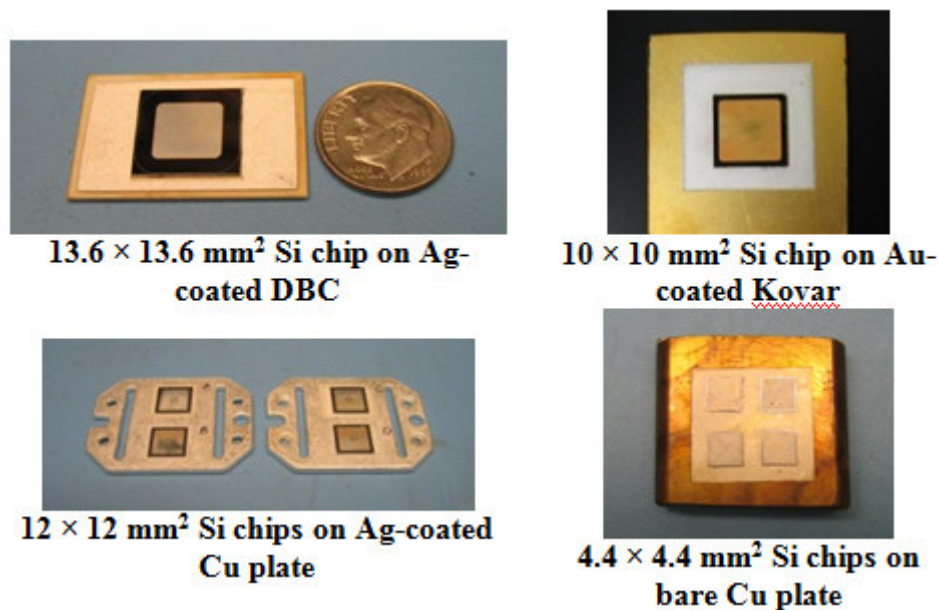 LIBERTY
13.6 × 13.6 mm² Si chip on Ag-
coated DBC
10 × 10 mm² Si chip on Au-
coated Kovar
12 × 12 mm² Si chips on Ag-coated
Cu plate
4.4 × 4.4 mm² Si chips on
bare Cu plate